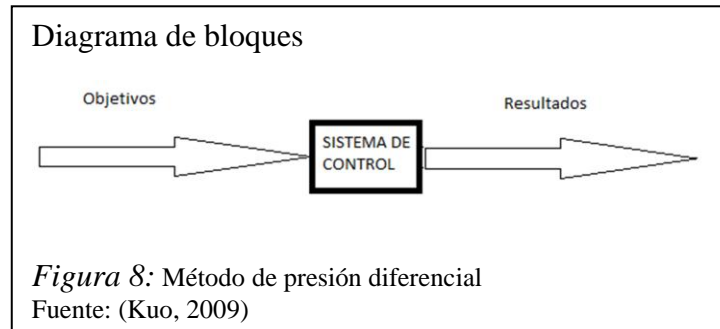 Diagrama de bloques
Objetivos
Resultados
SISTEMA DE
CONTROL
Figura 8: Método de presión diferencial
Fuente: (Kuo, 2009)